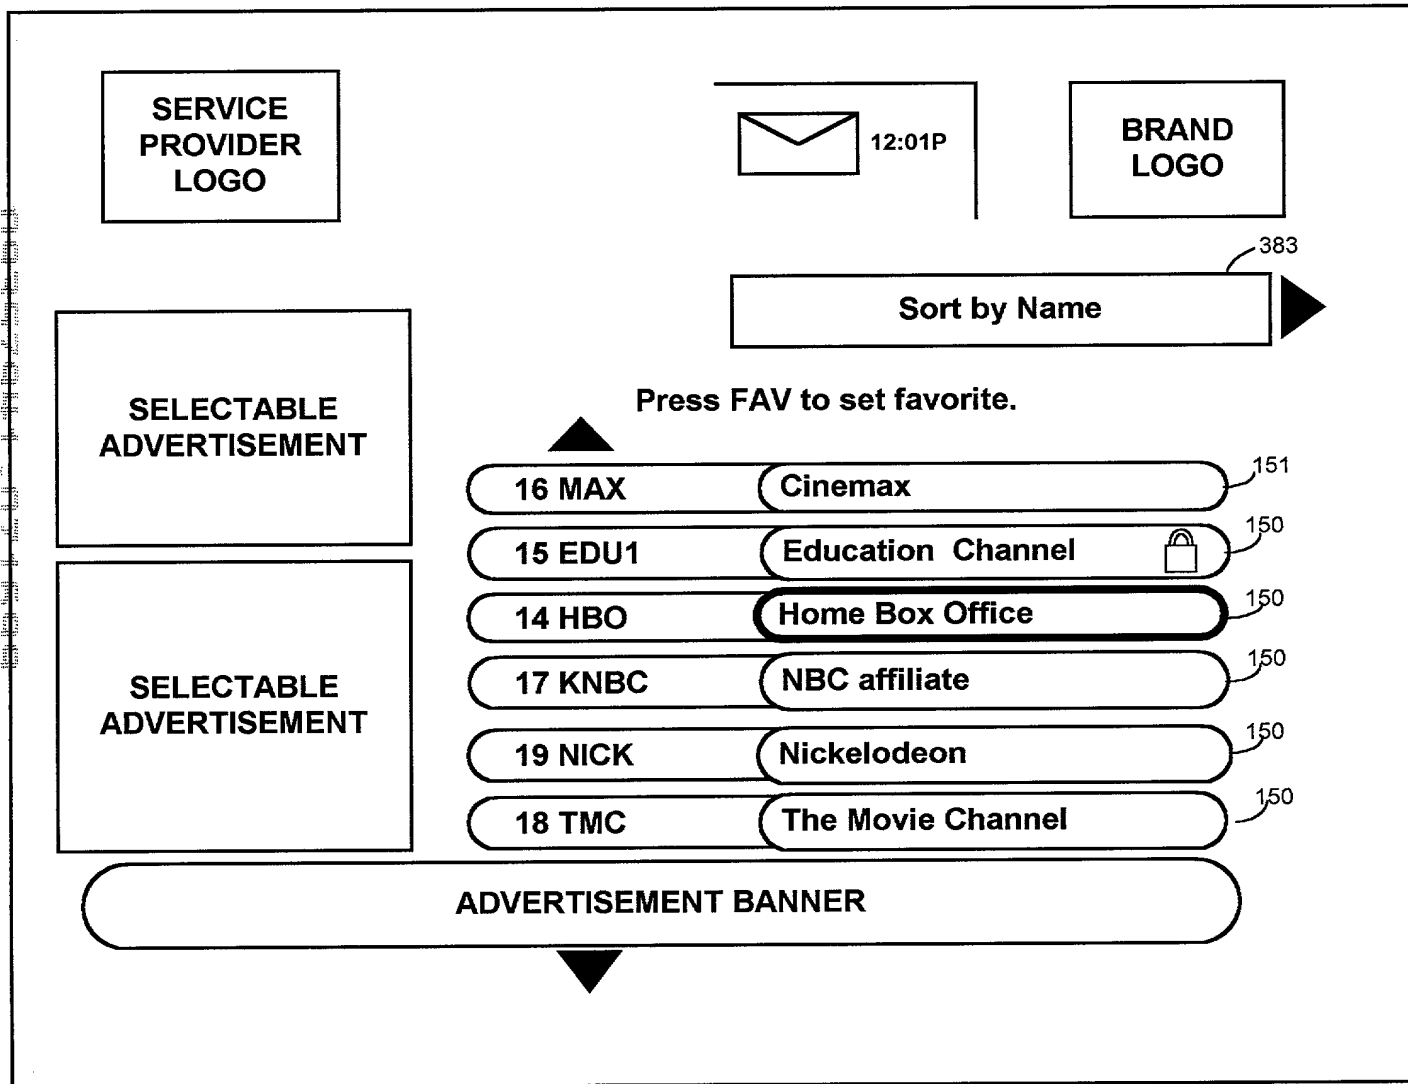 SERVICE
PROVIDER
LOGO
12:01P
BRAND
LOGO
383
Sort by Name
SELECTABLE
ADVERTISEMENT
Press FAV to set favorite.
16 MAX Cinemax 151
15 EDU1 Education Channel 150
14 HBO Home Box Office 150
17 KNBC NBC affiliate 150
SELECTABLE
ADVERTISEMENT
19 NICK Nickelodeon 150
18 TMC The Movie Channel 150
ADVERTISEMENT BANNER